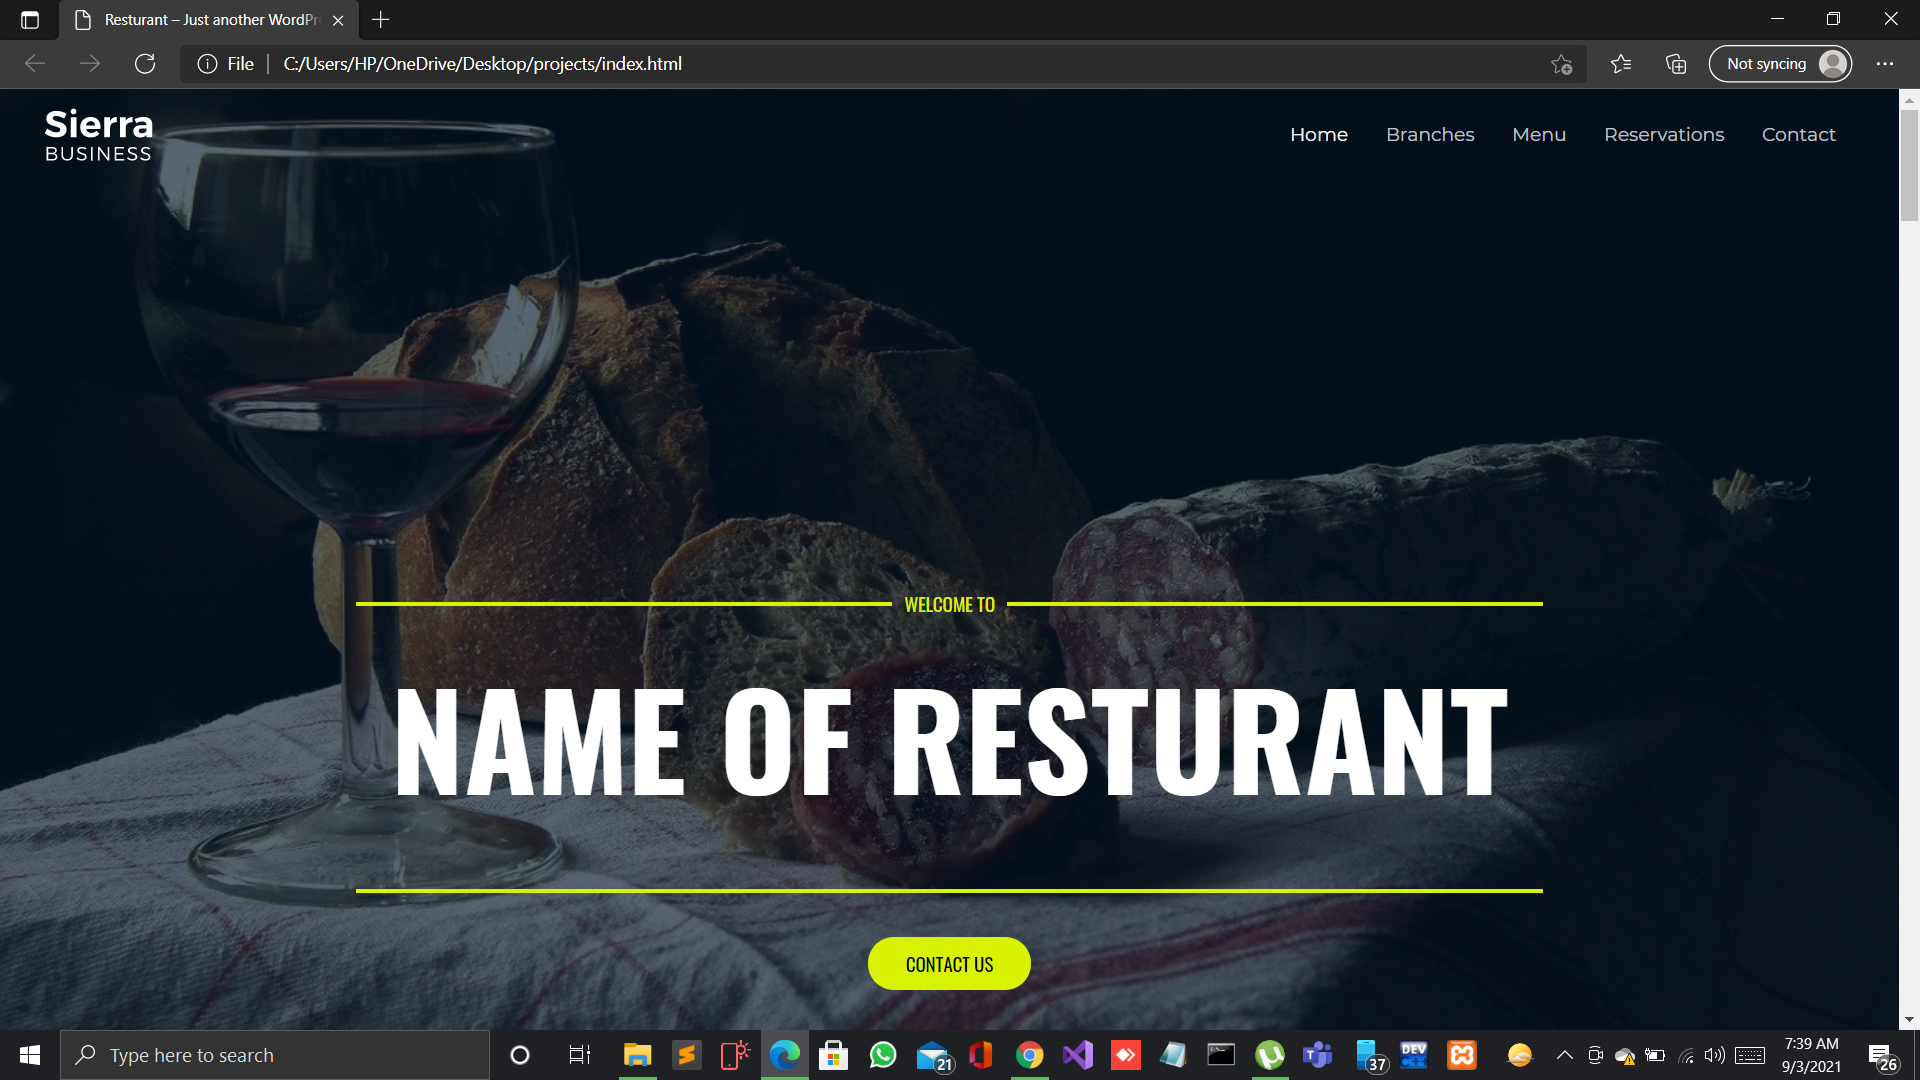 Resturant – Just another WordPr
File
C:/Users/HP/OneDrive/Desktop/projects/index.html
Not syncing
Sierra
BUSINESS
Home Branches Menu Reservations Contact
WELCOME TO
NAME OF RESTURANT
CONTACT US
Type here to search
21
37
DEV
C++
7:39 AM
9/3/2021
26